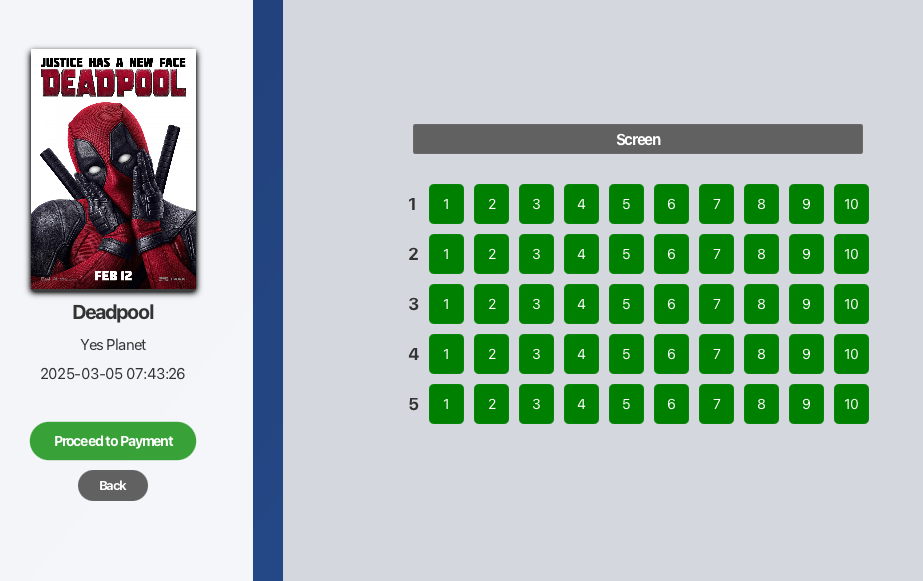 JUSTICE HAS A NEW FACE
DEADPOOL
FEB 12
Deadpool
Yes Planet
2025-03-05 07:43:26
Proceed to Payment
Back
Screen
1 1 2 3 4 5 6 7 8 9 10
2 1 2 3 4 5 6 7 8 9 10
3 1 2 3 4 5 6 7 8 9 10
4 1 2 3 4 5 6 7 8 9 10
5 1 2 3 4 5 6 7 8 9 10